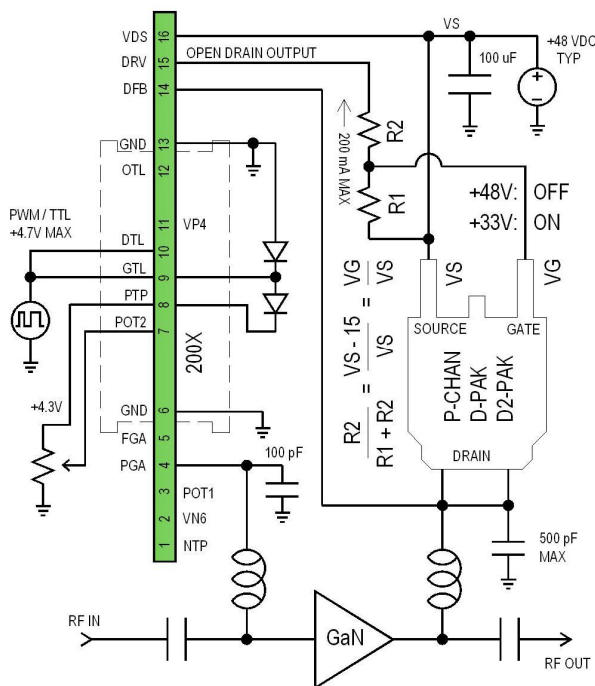 VDS 16
DRV 15 OPEN DRAIN OUTPUT
DFB 14
VS
+48 VDC
TYP
100 uF
R2
200 mA MAX
R1
+48V: OFF
+33V: ON
GND 13
OTL 12
PWM / TTL
+4.7V MAX
11 VP4
DTL 10
GTL 9
PTP 8
POT2 7
200X
+4.3V
GND 6
FGA 5
PGA 4
3 POT1
2 VN6
1 NTP
100 pF
R2 / R1 + R2 = VS - 15 / VS = VG / VS
VS
VG
SOURCE GATE
P-CHAN
D-PAK
D2-PAK
DRAIN
500 pF
MAX
RF IN
GaN
RF OUT